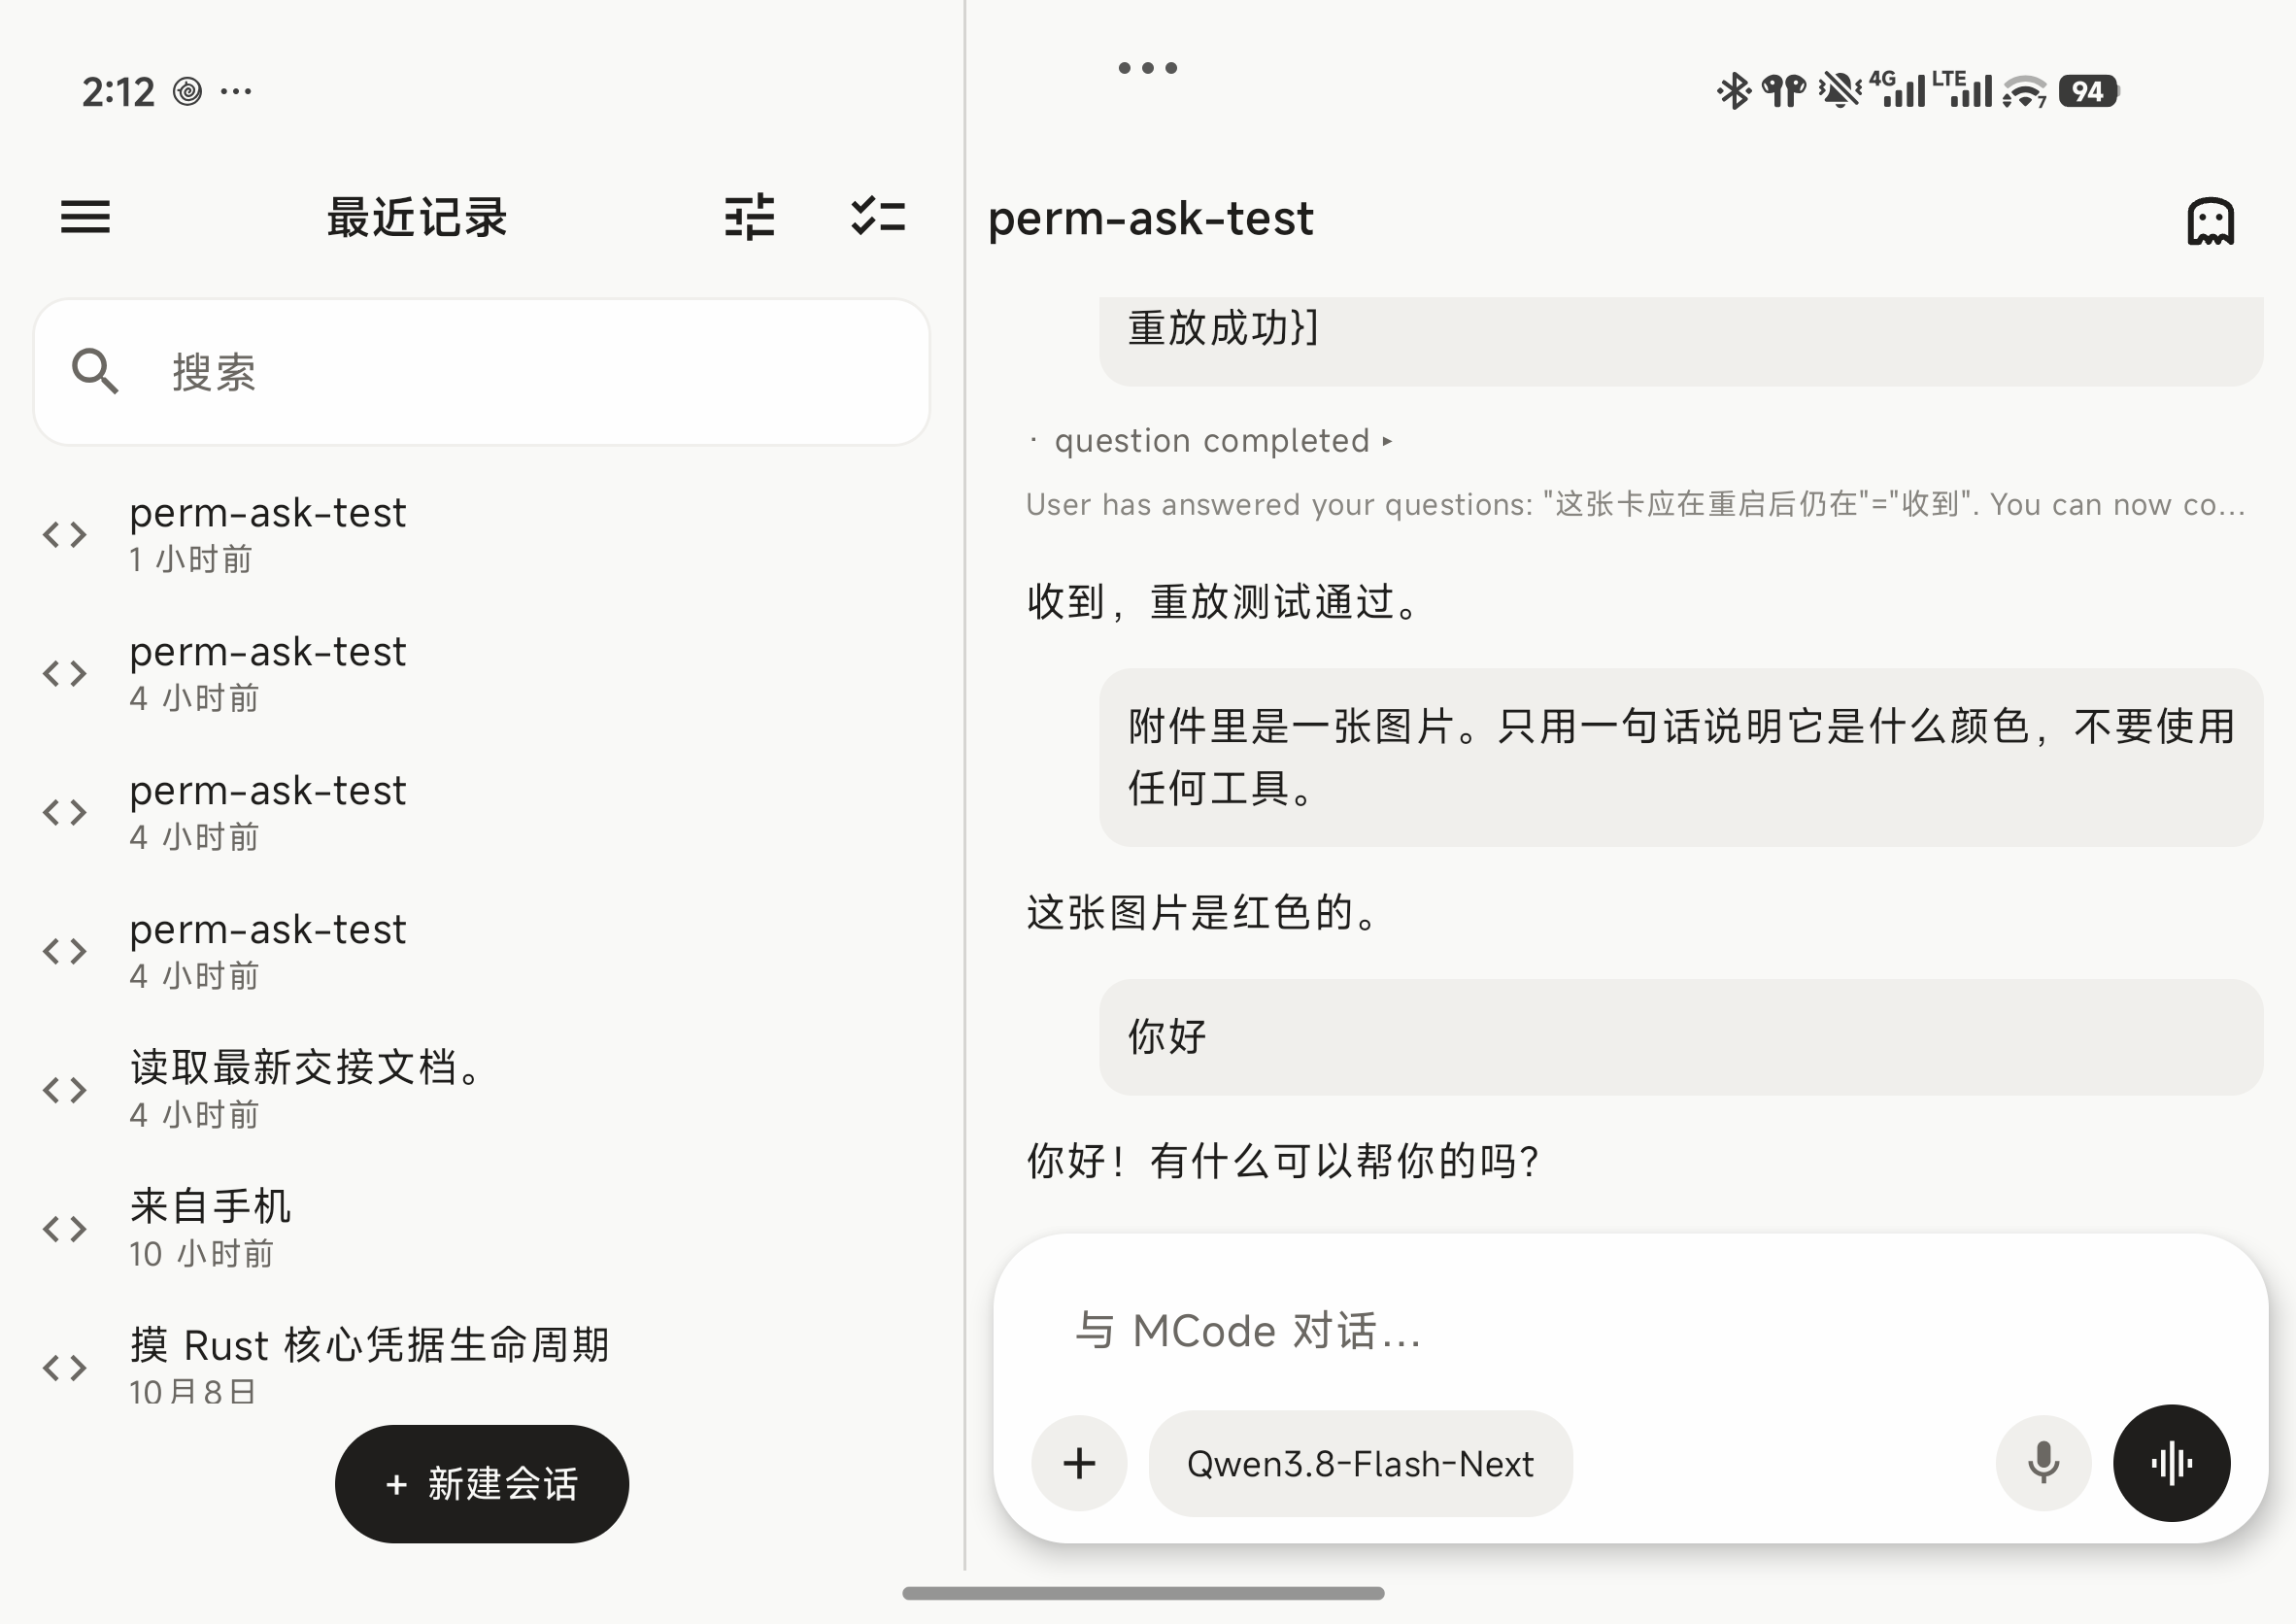 2:12
4G
LTE
7
94
最近记录
搜索
perm-ask-test
1 小时前
perm-ask-test
4 小时前
perm-ask-test
4 小时前
perm-ask-test
4 小时前
读取最新交接文档。
4 小时前
来自手机
10 小时前
摸 Rust 核心凭据生命周期
10月8日
+ 新建会话
perm-ask-test
重放成功}]
· question completed ▸
User has answered your questions: "这张卡应在重启后仍在"="收到". You can now co...
收到，重放测试通过。
附件里是一张图片。只用一句话说明它是什么颜色，不要使用
任何工具。
这张图片是红色的。
你好
你好！有什么可以帮你的吗？
与 MCode 对话...
Qwen3.8-Flash-Next